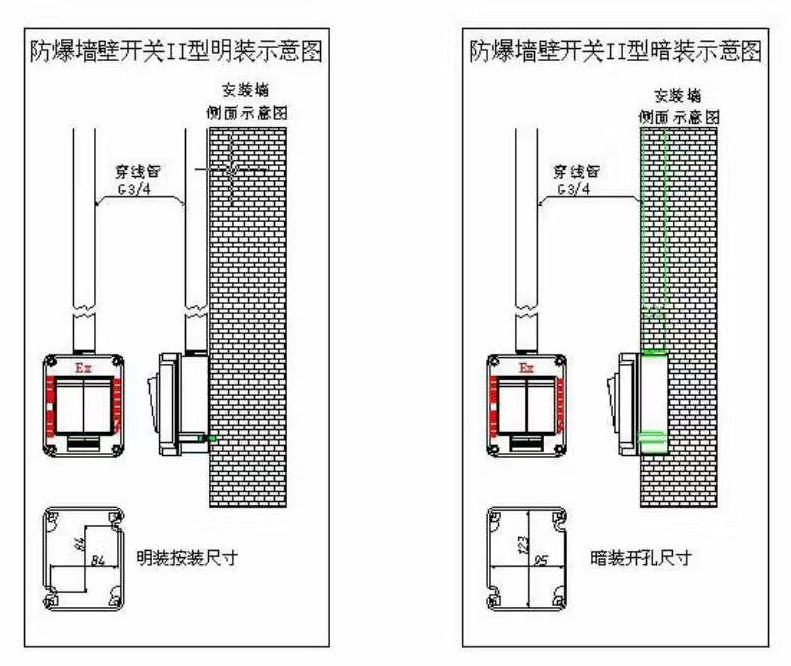 防爆墙壁开关II型明装示意图
安装墙
侧面示意图
穿线管
G3/4
Ex
84
84
明装按装尺寸
防爆墙壁开关II型暗装示意图
安装墙
侧面示意图
穿线管
G3/4
Ex
123
95
暗装开孔尺寸